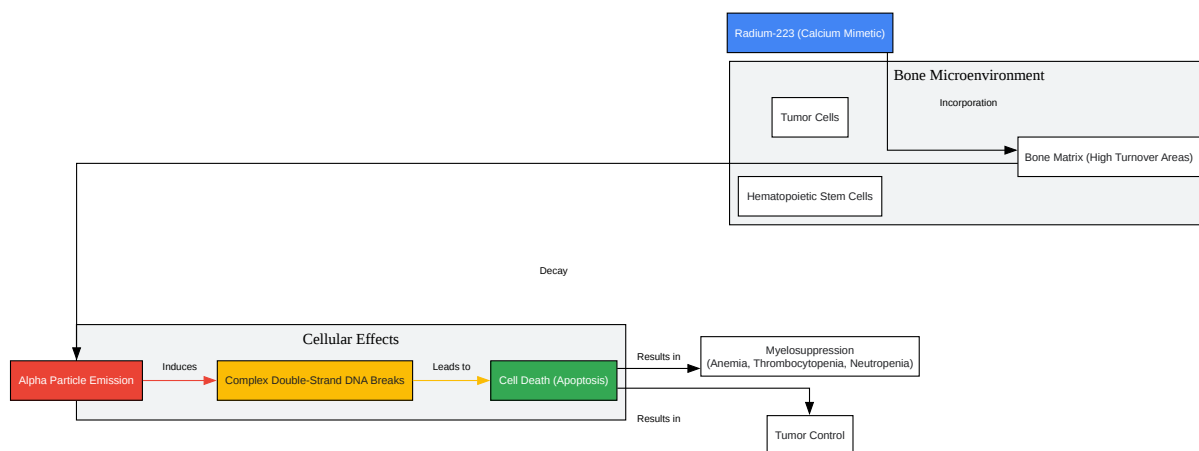 Radium-223 (Calcium Mimetic)
Bone Microenvironment
Incorporation
Tumor Cells
Bone Matrix (High Turnover Areas)
Hematopoietic Stem Cells
Decay
Cellular Effects
Alpha Particle Emission
Induces
Complex Double-Strand DNA Breaks
Leads to
Cell Death (Apoptosis)
Results in
Myelosuppression
(Anemia, Thrombocytopenia, Neutropenia)
Results in
Tumor Control